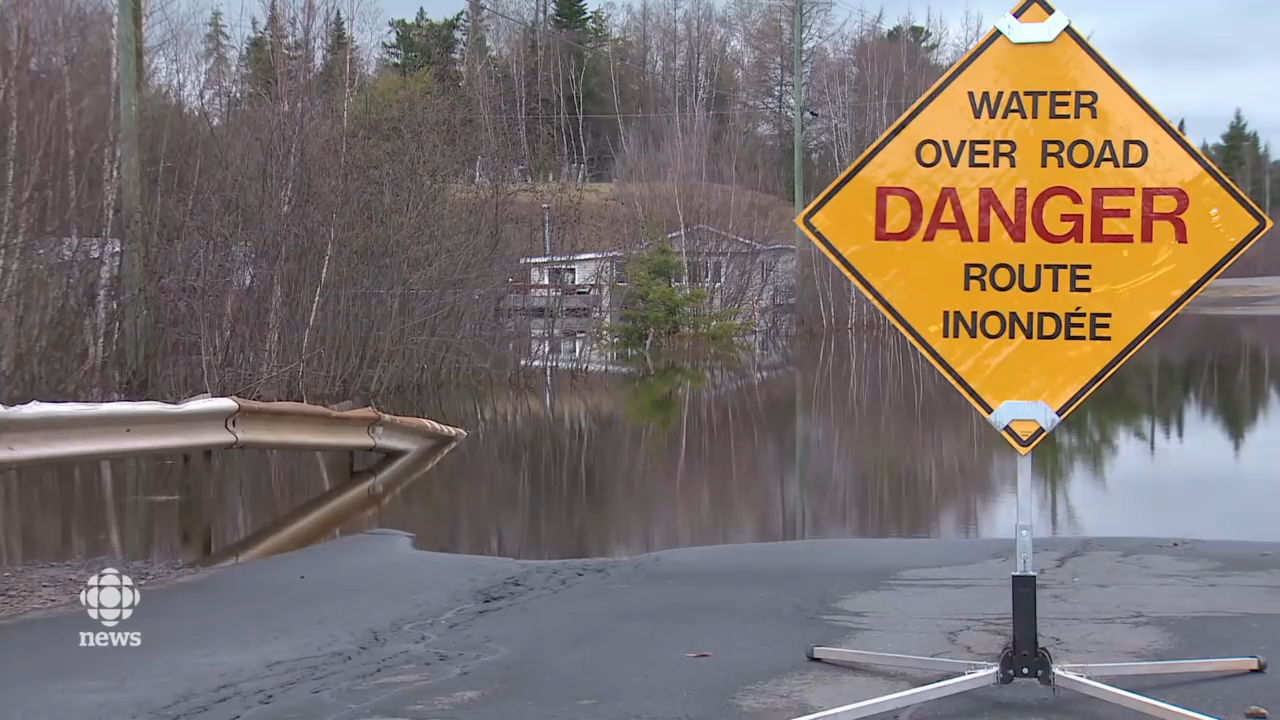 WATER
OVER ROAD
DANGER
ROUTE
INONDÉE
news